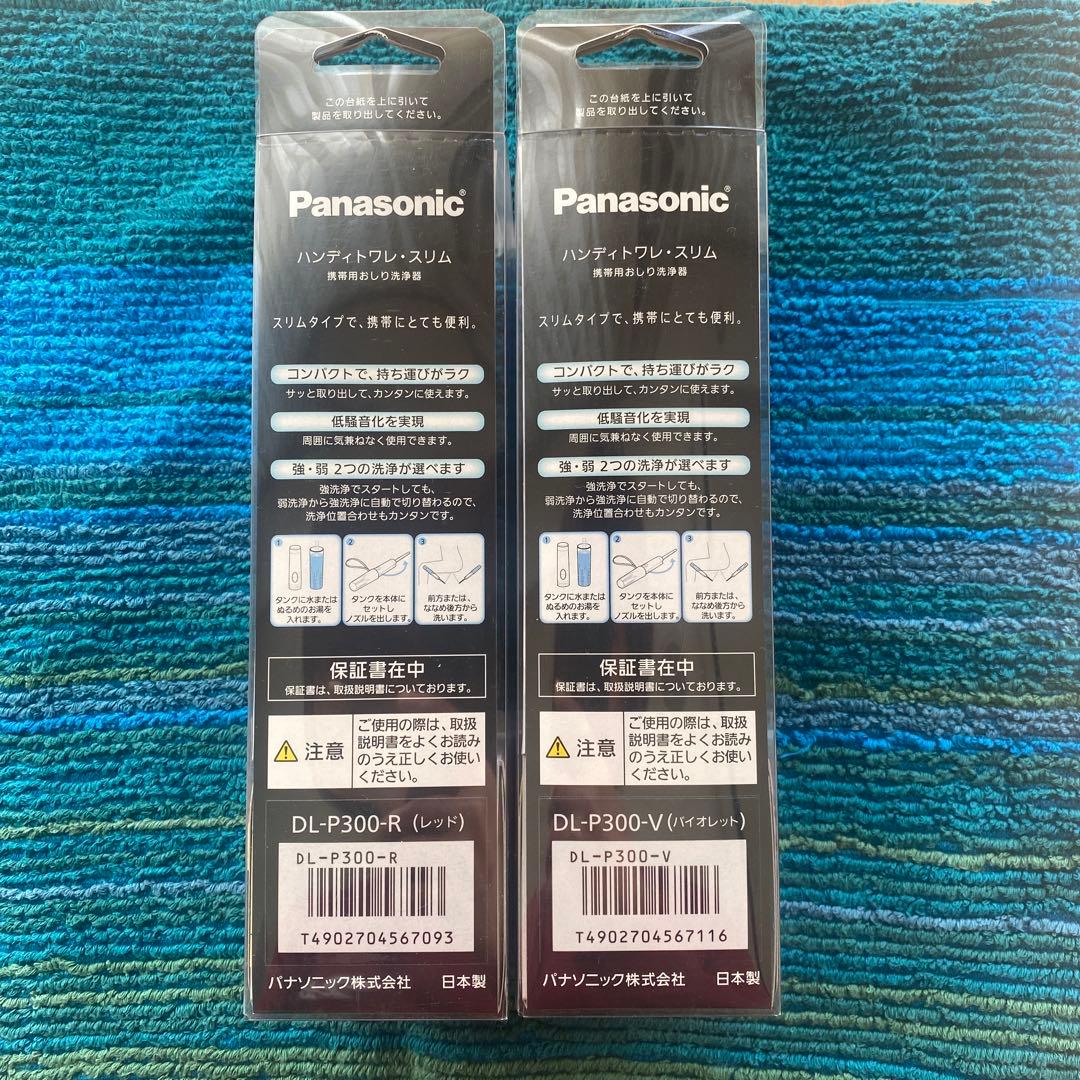 この台紙を上に引いて
製品を取り出してください。
Panasonic®
ハンディトワレ・スリム
携帯用おしり洗浄器
スリムタイプで、携帯にとても便利。
コンパクトで、持ち運びがラク
サッと取り出して、カンタンに使えます。
低騒音化を実現
周囲に気兼ねなく使用できます。
強・弱 2つの洗浄が選べます
強洗浄でスタートしても、
弱洗浄から強洗浄に自動で切り替わるので、
洗浄位置合わせもカンタンです。
1
タンクに水または
ぬるめのお湯を
入れます。
2
タンクを本体に
セットし
ノズルを出します。
3
前方または、
ななめ後方から
洗います。
保証書在中
保証書は、取扱説明書についております。
注意
ご使用の際は、取扱
説明書をよくお読み
のうえ正しくお使い
ください。
DL-P300-R（レッド）
DL-P300-R
T4902704567093
パナソニック株式会社 日本製
この台紙を上に引いて
製品を取り出してください。
Panasonic®
ハンディトワレ・スリム
携帯用おしり洗浄器
スリムタイプで、携帯にとても便利。
コンパクトで、持ち運びがラク
サッと取り出して、カンタンに使えます。
低騒音化を実現
周囲に気兼ねなく使用できます。
強・弱 2つの洗浄が選べます
強洗浄でスタートしても、
弱洗浄から強洗浄に自動で切り替わるので、
洗浄位置合わせもカンタンです。
1
タンクに水または
ぬるめのお湯を
入れます。
2
タンクを本体に
セットし
ノズルを出します。
3
前方または、
ななめ後方から
洗います。
保証書在中
保証書は、取扱説明書についております。
注意
ご使用の際は、取扱
説明書をよくお読み
のうえ正しくお使い
ください。
DL-P300-V（バイオレット）
DL-P300-V
T4902704567116
パナソニック株式会社 日本製